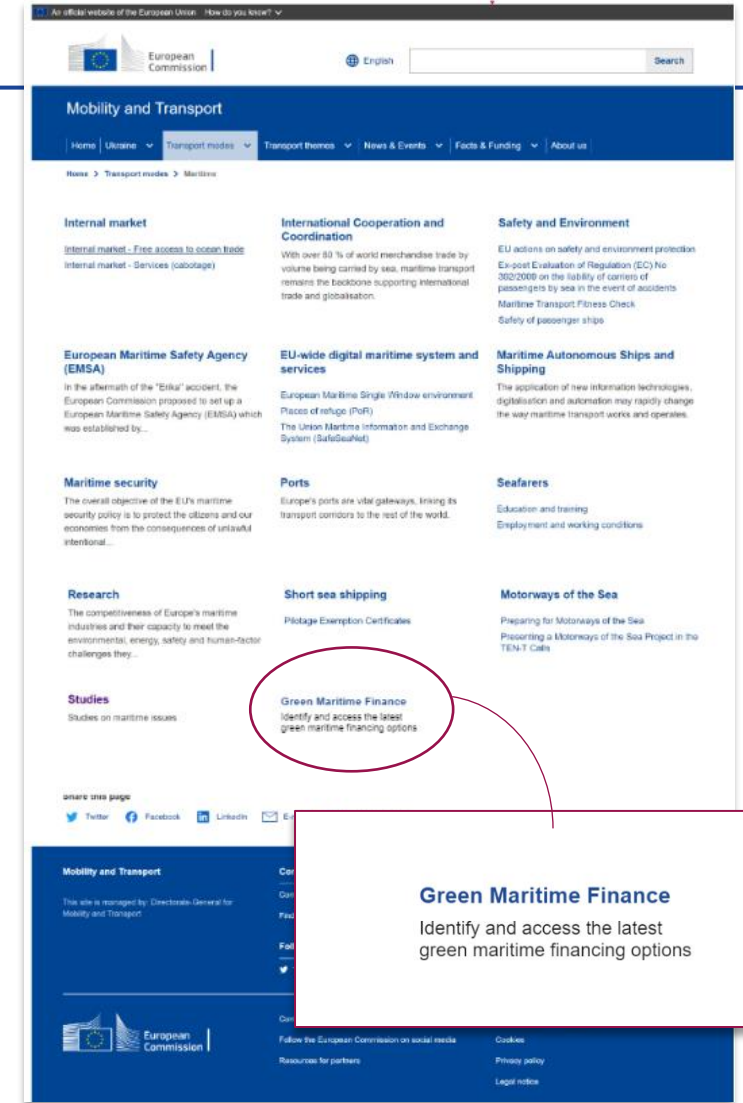 An official website of the European Union How do you know?
European
Commission
English
Search
Mobility and Transport
Home
Ukraine
Transport modes
Transport themes
News & Events
Facts & Funding
About us
Home > Transport modes > Maritime
Internal market
Internal market - Free access to ocean trade
Internal market - Services (cabotage)
International Cooperation and
Coordination
With over 80 % of world merchandise trade by
volume being carried by sea, maritime transport
remains the backbone supporting international
trade and globalisation.
Safety and Environment
EU actions on safety and environment protection
Ex-post Evaluation of Regulation (EC) No
392/2009 on the liability of carriers of
passengers by sea in the event of accidents
Maritime Transport Fitness Check
Safety of passenger ships
European Maritime Safety Agency
(EMSA)
In the aftermath of the "Erika" accident, the
European Commission proposed to set up a
European Maritime Safety Agency (EMSA) which
was established by...
EU-wide digital maritime system and
services
European Maritime Single Window environment
Places of refuge (PoR)
The Union Maritime Information and Exchange
System (SafeSeaNet)
Maritime Autonomous Ships and
Shipping
The application of new information technologies,
digitalisation and automation may rapidly change
the way maritime transport works and operates.
Maritime security
The overall objective of the EU's maritime
security policy is to protect the citizens and our
economies from the consequences of unlawful
intentional...
Ports
Europe's ports are vital gateways, linking its
transport corridors to the rest of the world.
Seafarers
Education and training
Employment and working conditions
Research
The competitiveness of Europe's maritime
industries and their capacity to meet the
environmental, energy, safety and human-factor
challenges they...
Short sea shipping
Pilotage Exemption Certificates
Motorways of the Sea
Preparing for Motorways of the Sea
Presenting a Motorways of the Sea Project in the
TEN-T Calls
Studies
Studies on maritime issues
Green Maritime Finance
Identify and access the latest
green maritime financing options
Share this page
Twitter
Facebook
LinkedIn
Green Maritime Finance
Identify and access the latest
green maritime financing options
Mobility and Transport
This site is managed by: Directorate-General for
Mobility and Transport
European
Commission
Follow the European Commission on social media
Resources for partners
Cookies
Privacy policy
Legal notice